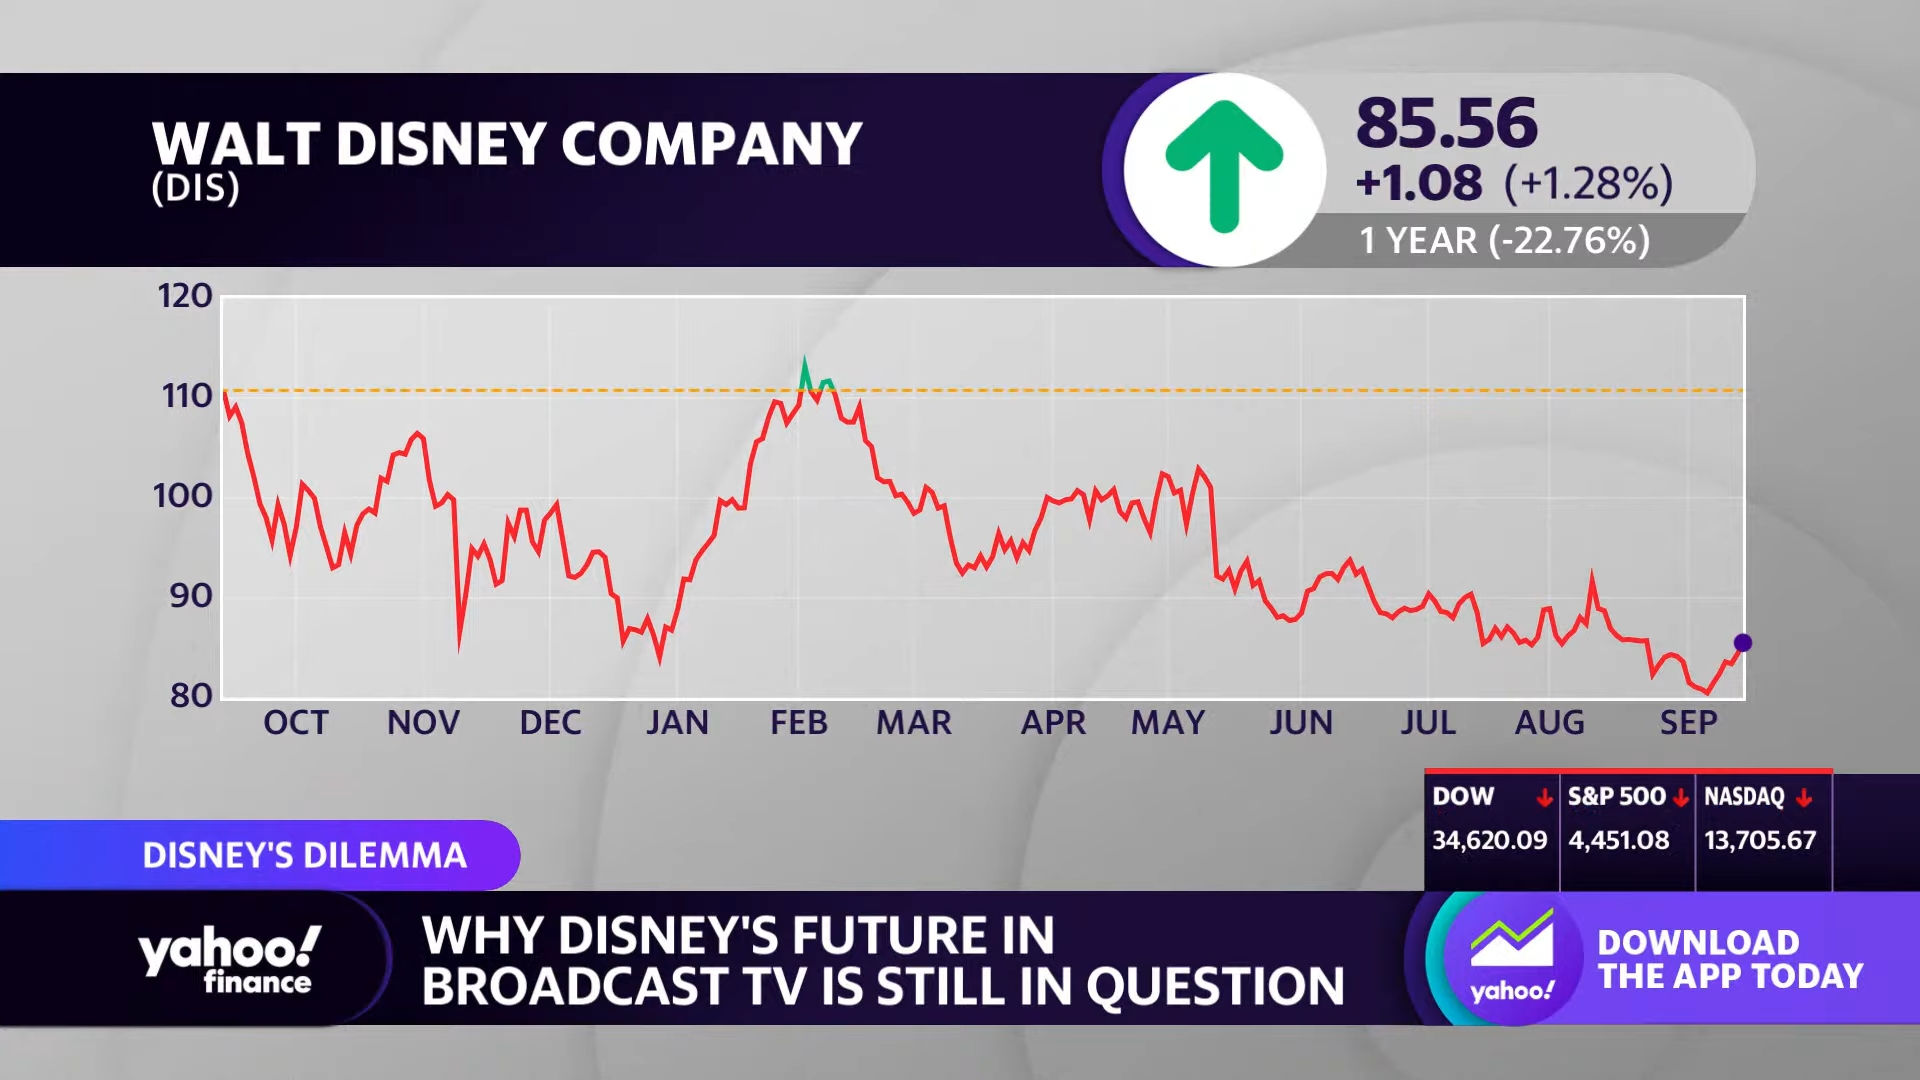 WALT DISNEY COMPANY
(DIS)
85.56
+1.08 (+1.28%)
1 YEAR (-22.76%)
120
110
100
90
80
OCT NOV DEC JAN FEB MAR APR MAY JUN JUL AUG SEP
DOW S&P 500 NASDAQ
34,620.09 4,451.08 13,705.67
DISNEY'S DILEMMA
yahoo!
finance
WHY DISNEY'S FUTURE IN
BROADCAST TV IS STILL IN QUESTION
yahoo!
DOWNLOAD
THE APP TODAY